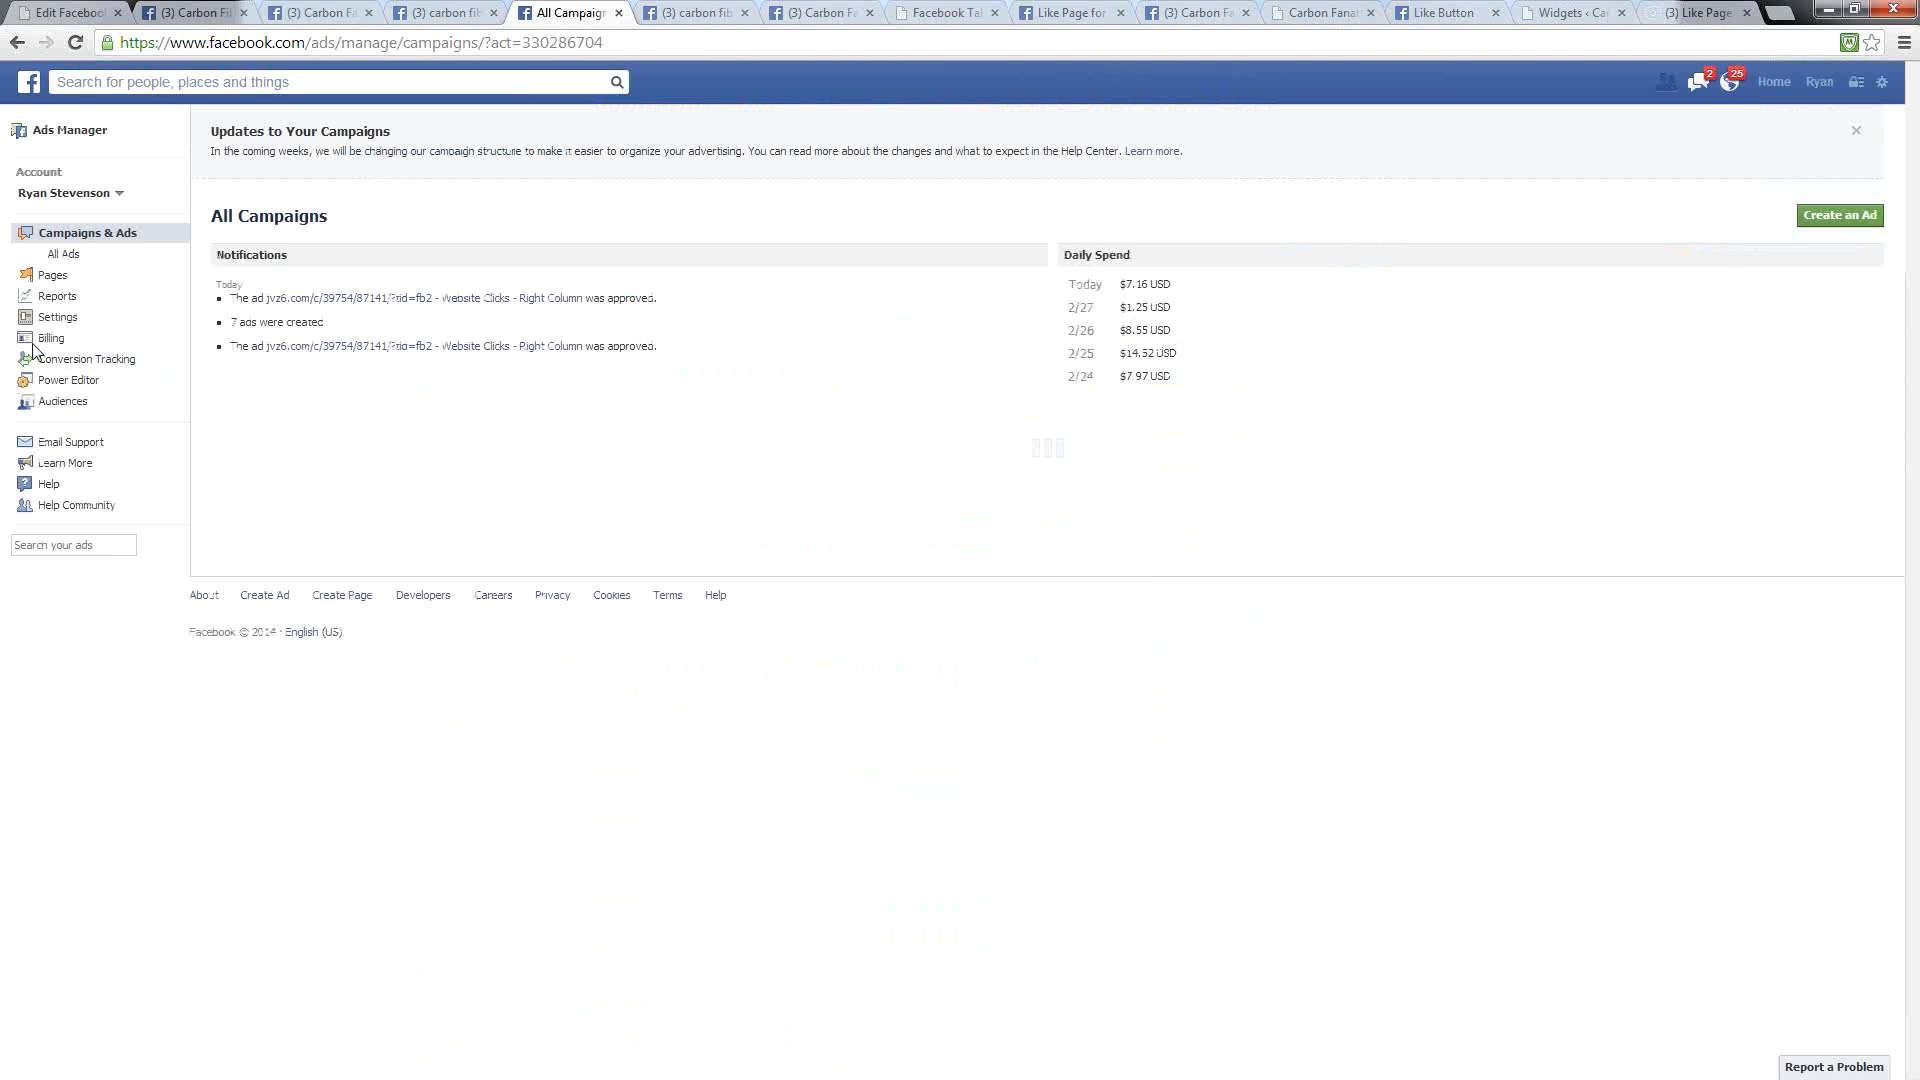 Edit Facebook
(3) Carbon Fi
(3) Carbon Fa
(3) carbon fib
All Campaign
(3) carbon fib
(3) Carbon Fa
Facebook Tal
Like Page for
(3) Carbon Fa
Carbon Fanat
Like Button
Widgets ‹ Car
(3) Like Page
https://www.facebook.com/ads/manage/campaigns/?act=330286704
Search for people, places and things
2
25
Home
Ryan
Ads Manager
Updates to Your Campaigns
In the coming weeks, we will be changing our campaign structure to make it easier to organize your advertising. You can read more about the changes and what to expect in the Help Center. Learn more.
Account
Ryan Stevenson
All Campaigns
Create an Ad
Campaigns & Ads
All Ads
Pages
Reports
Settings
Billing
Conversion Tracking
Power Editor
Audiences
Email Support
Learn More
Help
Help Community
Search your ads
Notifications
Today
The ad jvz6.com/c/39754/87141/?tid=fb2 - Website Clicks - Right Column was approved.
7 ads were created
The ad jvz6.com/c/39754/87141/?tid=fb2 - Website Clicks - Right Column was approved.
Daily Spend
Today $7.16 USD
2/27 $1.25 USD
2/26 $8.55 USD
2/25 $14.52 USD
2/24 $7.97 USD
About Create Ad Create Page Developers Careers Privacy Cookies Terms Help
Facebook © 2014 · English (US)
Report a Problem